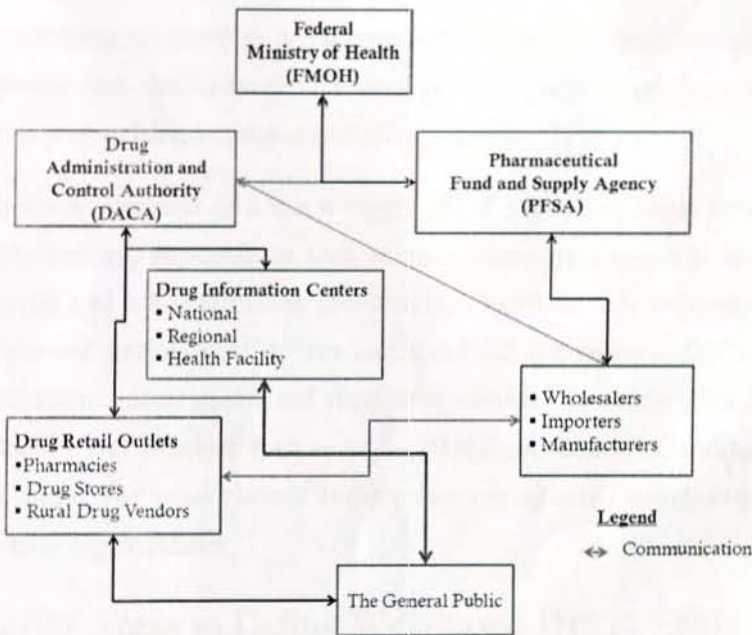 Federal
Ministry of Health
(FMOH)
Drug
Administration and
Control Authority
(DACA)
Pharmaceutical
Fund and Supply Agency
(PFSA)
Drug Information Centers
▪ National
▪ Regional
▪ Health Facility
▪ Wholesalers
▪ Importers
▪ Manufacturers
Drug Retail Outlets
▪Pharmacies
▪ Drug Stores
▪ Rural Drug Vendors
Legend
Communication
The General Public